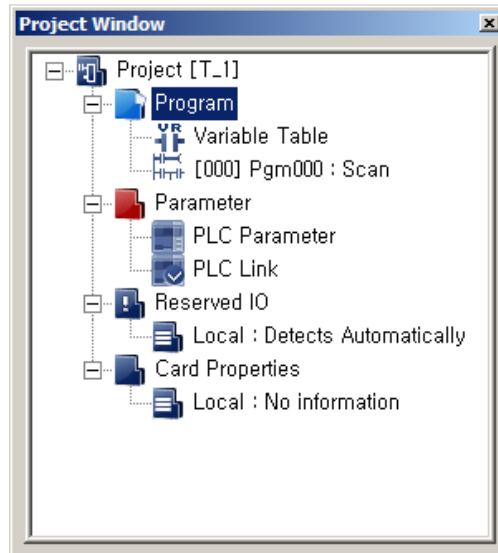 Project Window
Project [T_1]
Program
Variable Table
[000] Pgm000 : Scan
Parameter
PLC Parameter
PLC Link
Reserved IO
Local : Detects Automatically
Card Properties
Local : No information